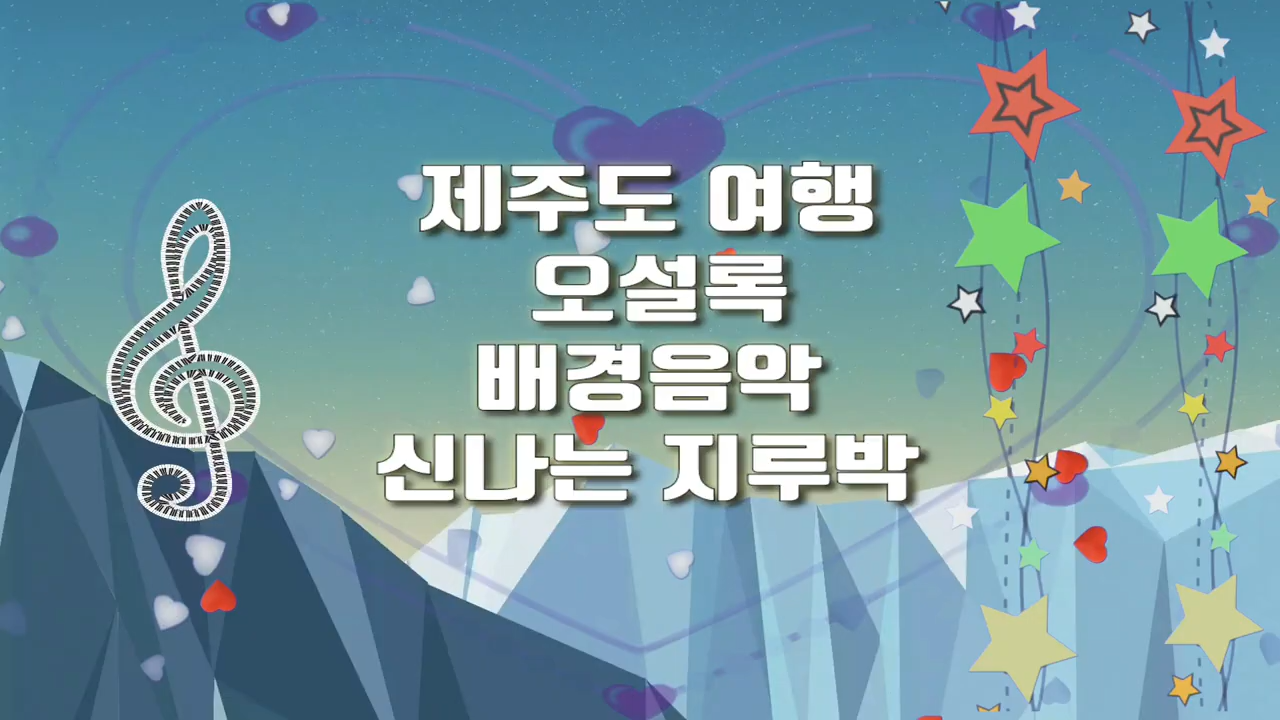 제주도 여행
오설록
배경음악
신나는 지루박